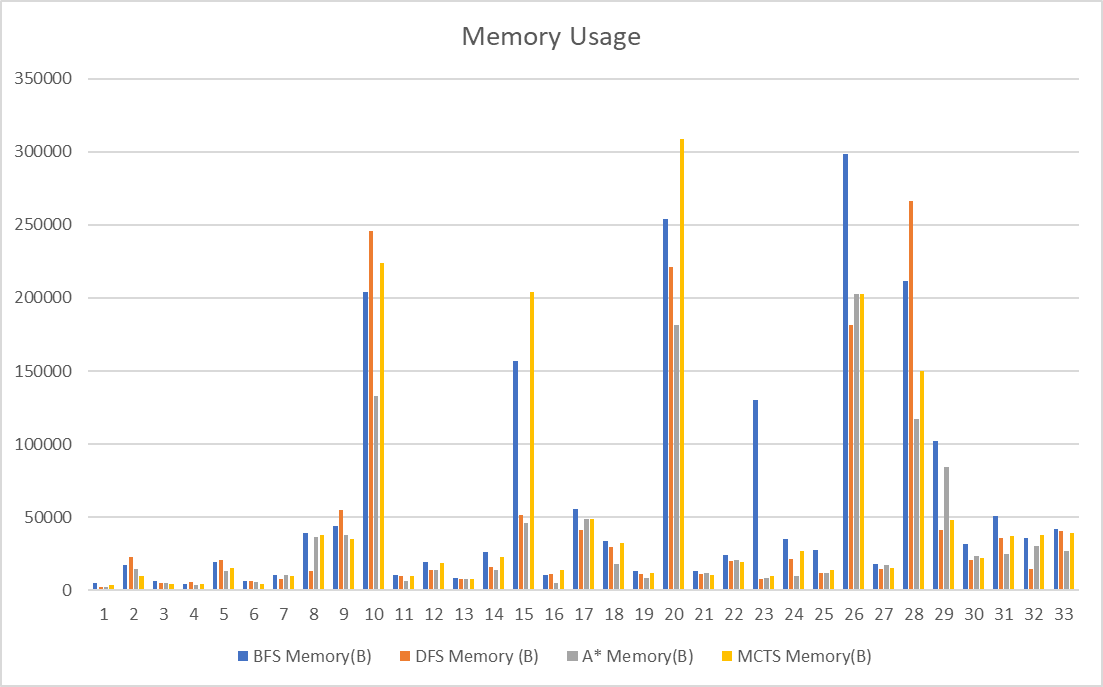 Memory Usage
350000
300000
250000
200000
150000
100000
50000
0
1 2 3 4 5 6 7 8 9 10 11 12 13 14 15 16 17 18 19 20 21 22 23 24 25 26 27 28 29 30 31 32 33
BFS Memory(B) DFS Memory (B) A* Memory(B) MCTS Memory(B)